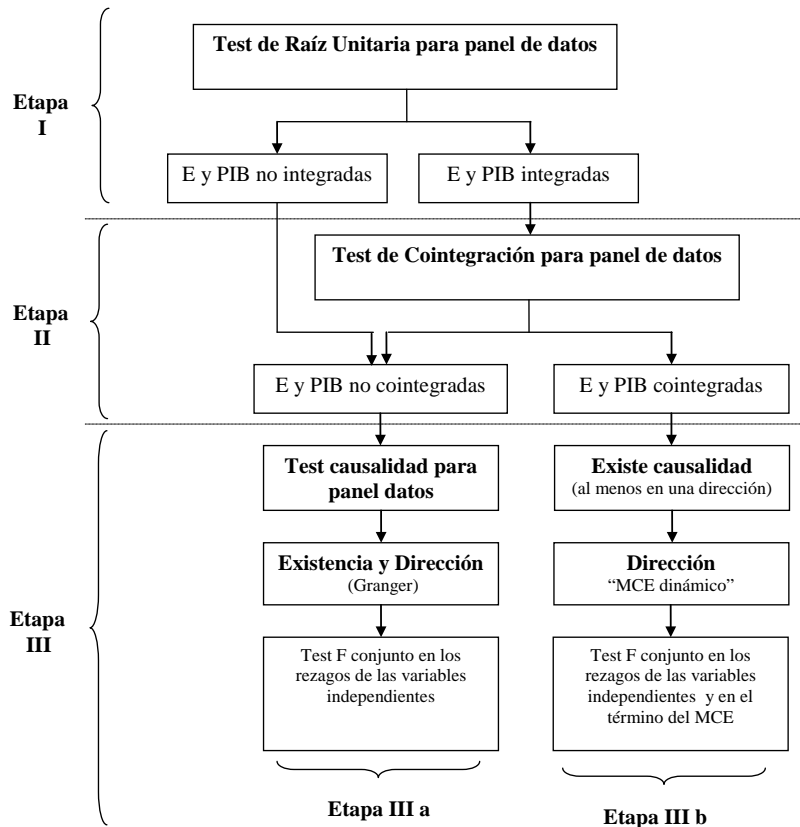 Test de Raíz Unitaria para panel de datos
Etapa
I
E y PIB no integradas
E y PIB integradas
Test de Cointegración para panel de datos
Etapa
II
E y PIB no cointegradas
E y PIB cointegradas
Test causalidad para
panel datos
Existe causalidad
(al menos en una dirección)
Existencia y Dirección
(Granger)
Dirección
“MCE dinámico”
Etapa
III
Test F conjunto en los
rezagos de las variables
independientes
Test F conjunto en los
rezagos de las variables
independientes y en el
término del MCE
Etapa III a
Etapa III b